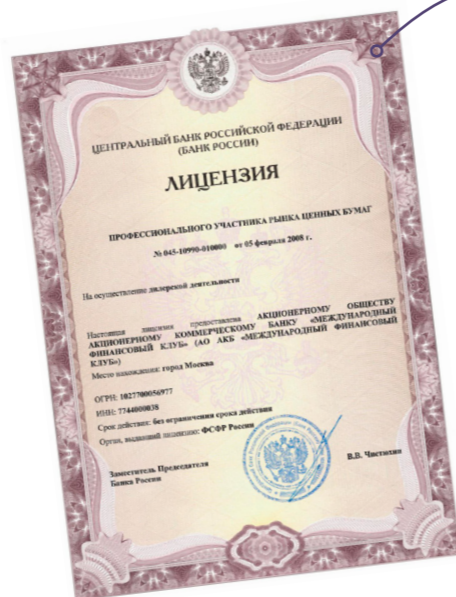 ЦЕНТРАЛЬНЫЙ БАНК РОССИЙСКОЙ ФЕДЕРАЦИИ
(БАНК РОССИИ)
ЛИЦЕНЗИЯ
ПРОФЕССИОНАЛЬНОГО УЧАСТНИКА РЫНКА ЦЕННЫХ БУМАГ
№ 045-10990-010000 от 05 февраля 2008 г.
На осуществление дилерской деятельности
Настоящая лицензия предоставлена АКЦИОНЕРНОМУ ОБЩЕСТВУ
АКЦИОНЕРНОМУ КОММЕРЧЕСКОМУ БАНКУ «МЕЖДУНАРОДНЫЙ
ФИНАНСОВЫЙ КЛУБ» (АО АКБ «МЕЖДУНАРОДНЫЙ ФИНАНСОВЫЙ
КЛУБ»)
Место нахождения: город Москва
ОГРН: 1027700056977
ИНН: 7744000038
Срок действия: без ограничения срока действия
Орган, выдавший лицензию: ФСФР России
Заместитель Председателя
Банка России
В.В. Чистюхин